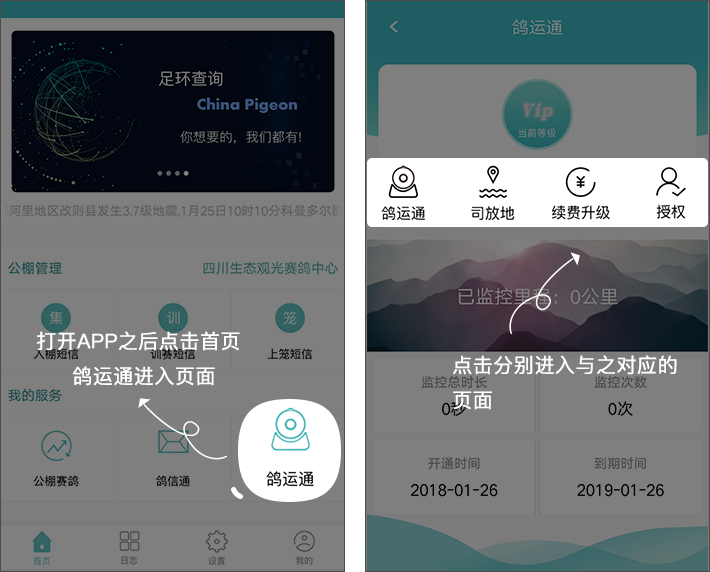 足环查询
China Pigeon
你想要的，我们都有!
阿里地区改则县发生3.7级地震,1月25日10时10分科曼多尔
公棚管理
四川生态观光赛鸽中心
集
训
笼
入棚短信
训赛短信
上笼短信
打开APP之后点击首页
鸽运通进入页面
我的服务
公棚赛鸽
鸽信通
鸽运通
首页
日志
设置
我的
鸽运通
Vip
当前等级
鸽运通
司放地
续费升级
授权
已监控里程：0公里
点击分别进入与之对应的
页面
监控总时长
监控次数
0秒
0次
开通时间
到期时间
2018-01-26
2019-01-26